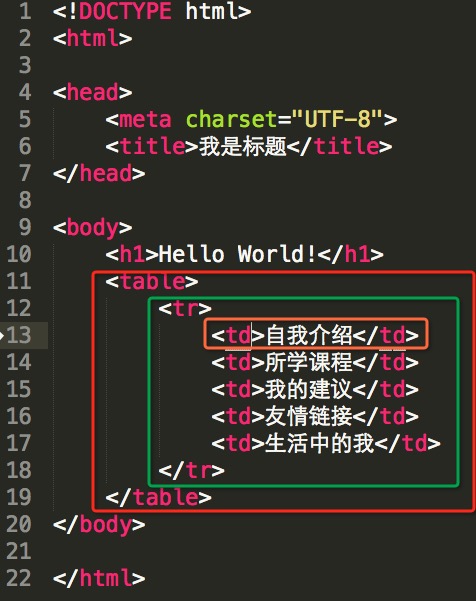 1 <!DOCTYPE html>
2 <html>
3
4 <head>
5     <meta charset="UTF-8">
6     <title>我是标题</title>
7 </head>
8
9 <body>
10     <h1>Hello World!</h1>
11     <table>
12         <tr>
13             <td>自我介绍</td>
14             <td>所学课程</td>
15             <td>我的建议</td>
16             <td>友情链接</td>
17             <td>生活中的我</td>
18         </tr>
19     </table>
20 </body>
21
22 </html>